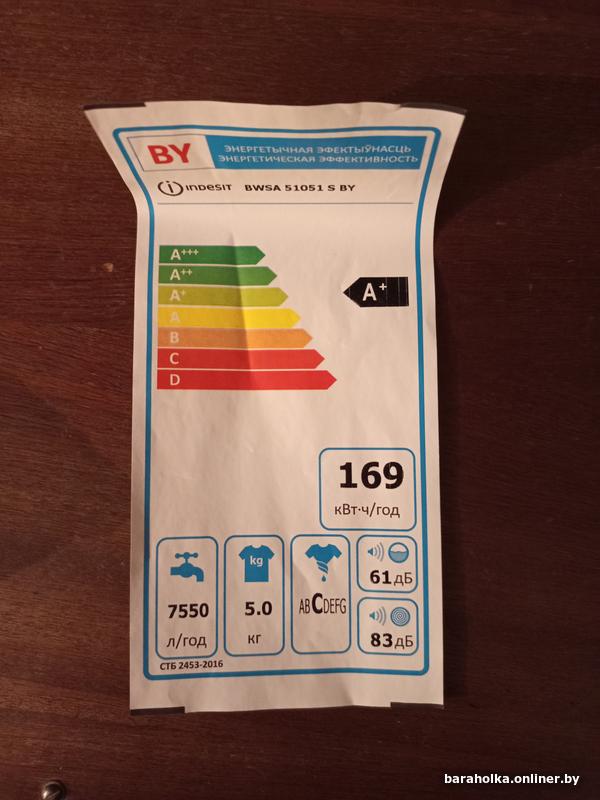 BY
ЭНЕРГЕТЫЧНАЯ ЭФЕКТЫЎНАСЦЬ
ЭНЕРГЕТИЧЕСКАЯ ЭФФЕКТИВНОСТЬ
indesit BWSA 51051 S BY
A+++
A++
A+
A
B
C
D
A+
169
кВт·ч/год
kg
7550
л/год
5.0
кг
ABCDEFG
61дБ
83дБ
СТБ 2453-2016
baraholka.onliner.by